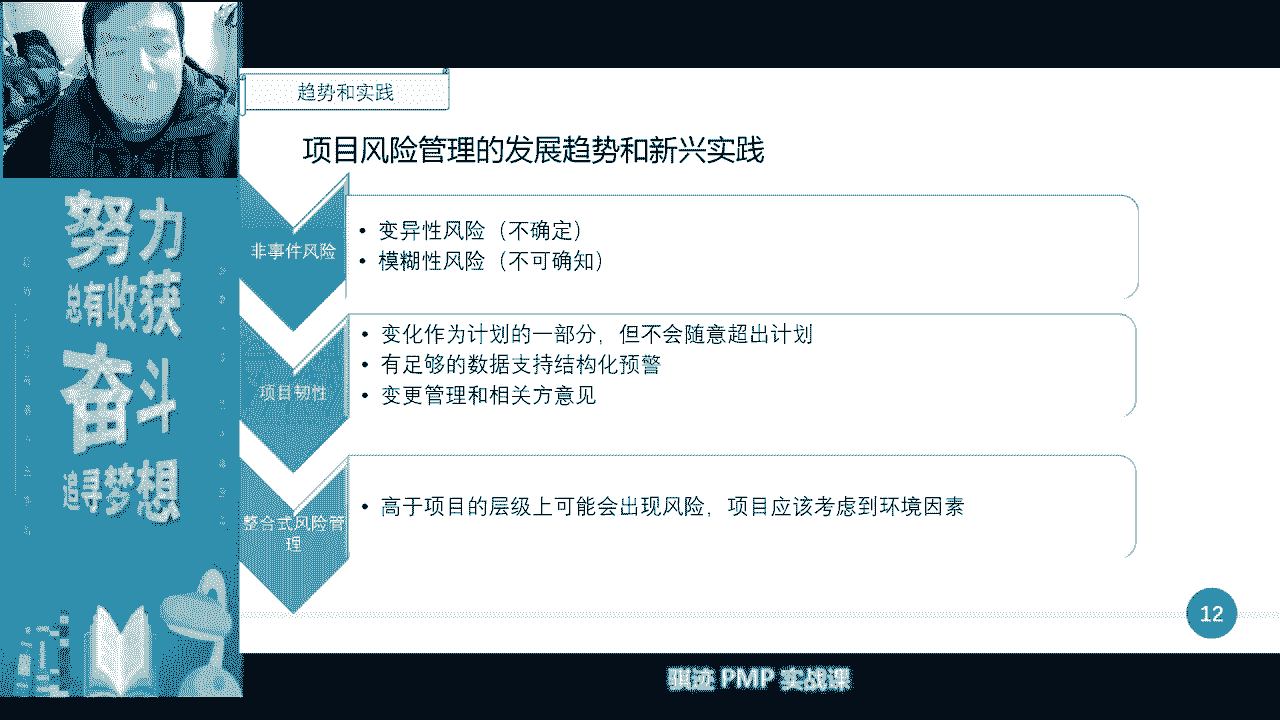 趋势和实践
项目风险管理的发展趋势和新兴实践
非事件风险
• 变异性风险（不确定）
• 模糊性风险（不可确知）
项目韧性
• 变化作为计划的一部分，但不会随意超出计划
• 有足够的数据支持结构化预警
• 变更管理和相关方意见
整合式风险管
理
• 高于项目的层级上可能会出现风险，项目应该考虑到环境因素
12
努力
总有收获
奋斗
追寻梦想
骐迹 PMP 实战课